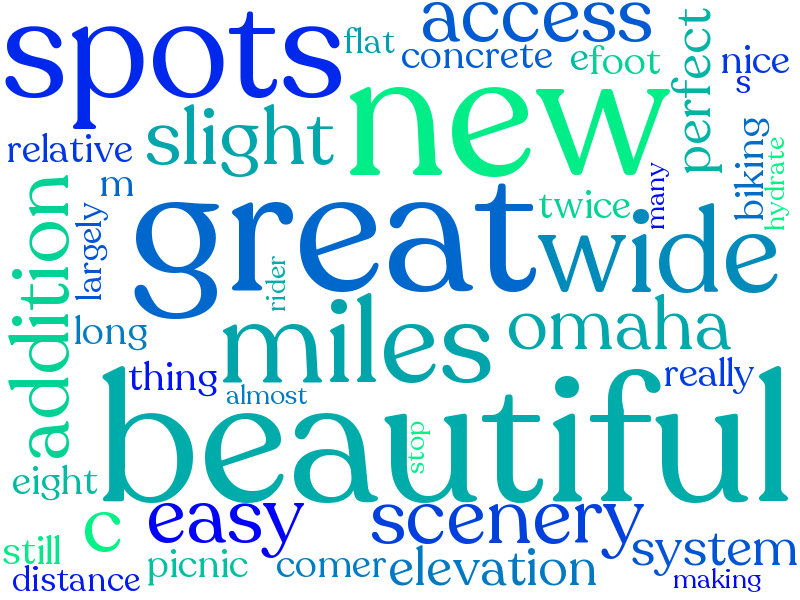 spots
flat
access
concrete
efoot
perfect
nice
s
new
relative
slight
m
biking
hydrate
many
addition
largely
great
twice
wide
rider
long
miles
omaha
thing
almost
really
beautiful
stop
eight
c
easy
scenery
still
system
distance
picnic
comer
elevation
making